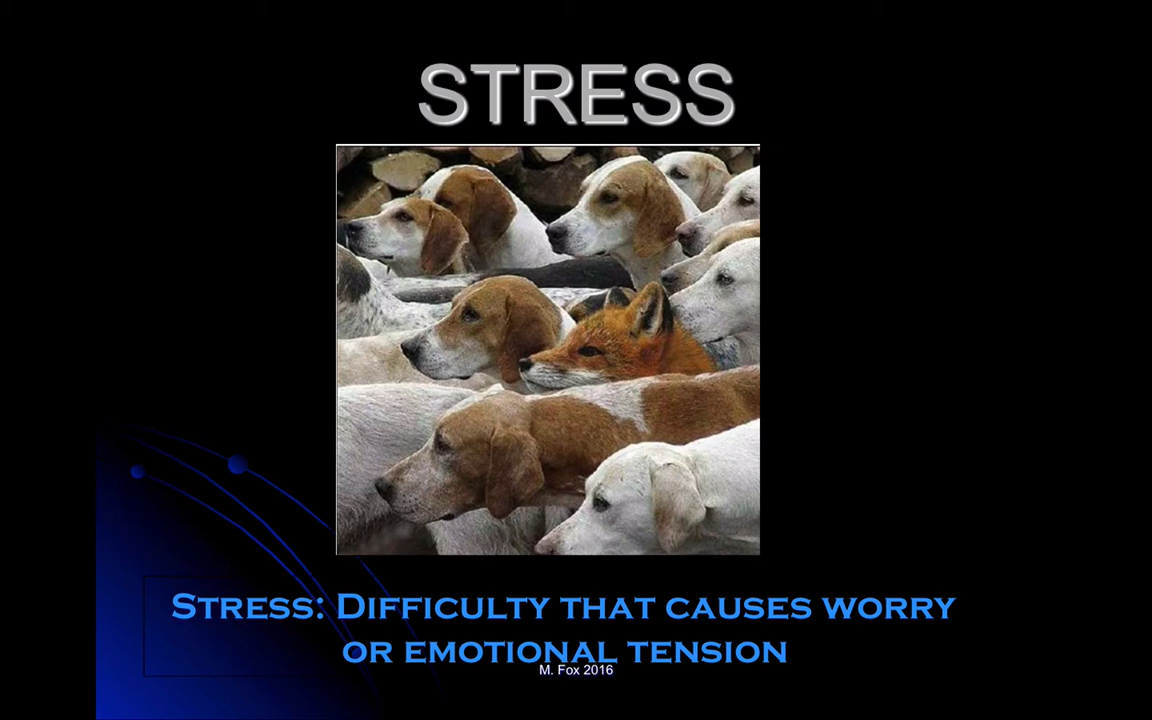 STRESS
Stress: Difficulty that causes worry
or emotional tension
M. Fox 2016